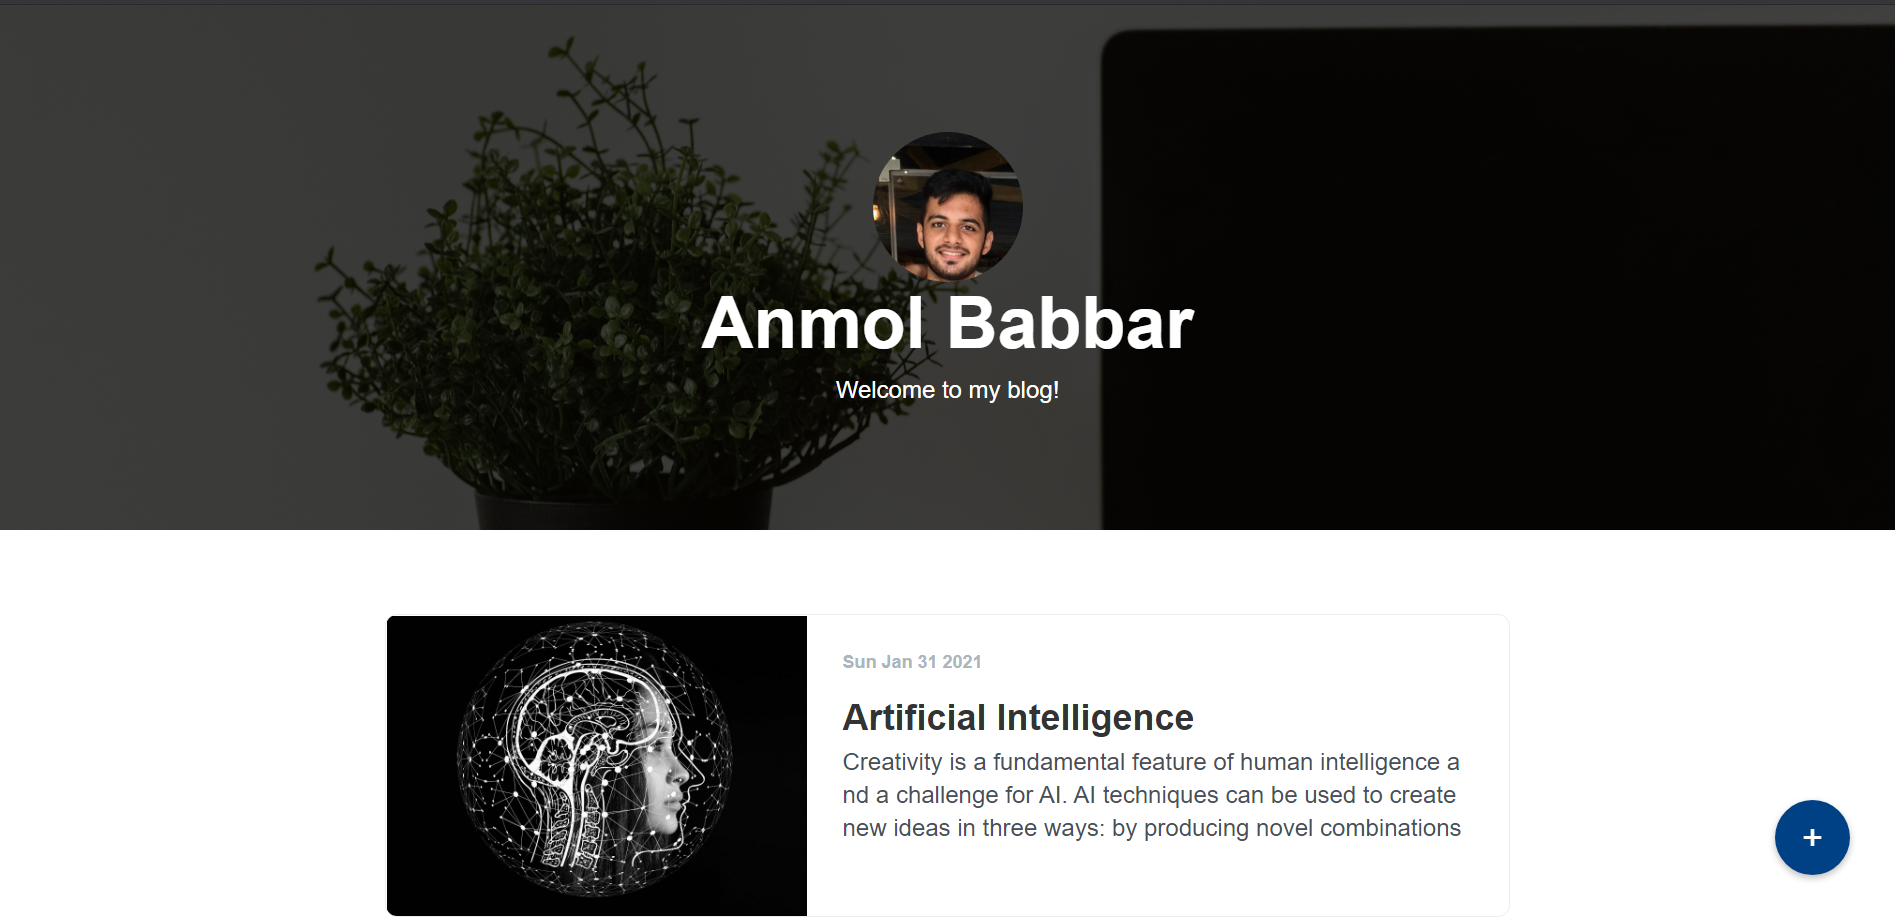 Anmol Babbar
Welcome to my blog!
Sun Jan 31 2021
Artificial Intelligence
Creativity is a fundamental feature of human intelligence a
nd a challenge for AI. AI techniques can be used to create
new ideas in three ways: by producing novel combinations
+